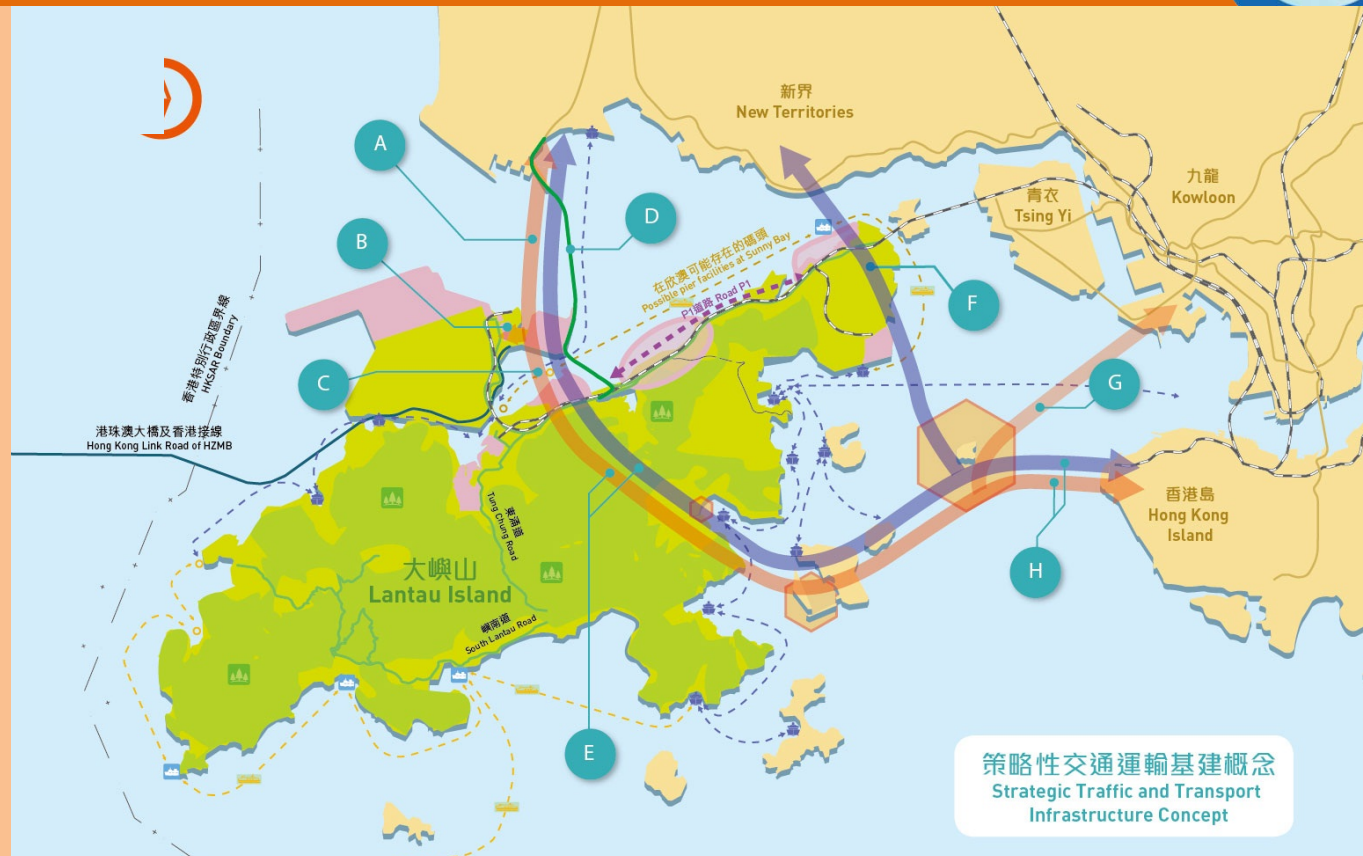 新界
New Territories
九龍
Kowloon
青衣
Tsing Yi
A
B
C
D
E
F
G
H
在欣澳可能存在的碼頭
Possible pier facilities at Sunny Bay
P1道路 Road P1
香港特別行政區界線
HKSAR Boundary
港珠澳大橋及香港接線
Hong Kong Link Road of HZMB
東涌道
Tung Chung Road
大嶼山
Lantau Island
嶼南道
South Lantau Road
香港島
Hong Kong
Island
策略性交通運輸基建概念
Strategic Traffic and Transport
Infrastructure Concept